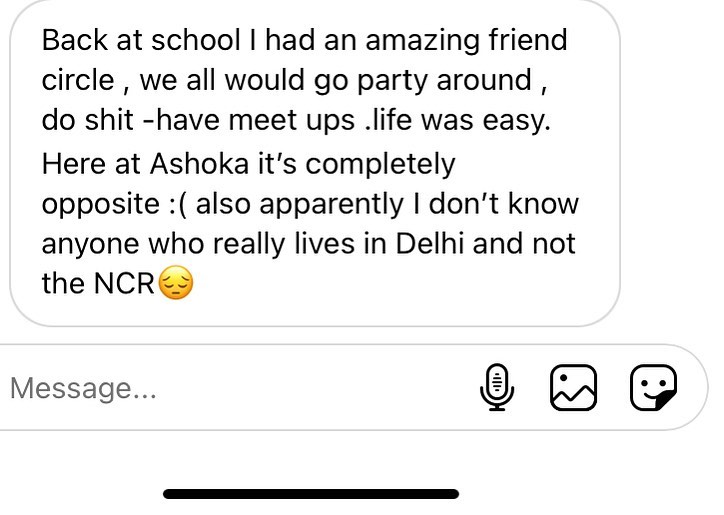 Back at school I had an amazing friend
circle , we all would go party around ,
do shit -have meet ups .life was easy.
Here at Ashoka it’s completely
opposite :( also apparently I don’t know
anyone who really lives in Delhi and not
the NCR😔
Message...